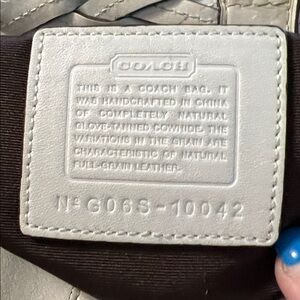 COACH
THIS IS A COACH BAG. IT
WAS HANDCRAFTED IN CHINA
OF COMPLETELY NATURAL
GLOVE-TANNED COWHIDE. THE
VARIATIONS IN THE GRAIN ARE
CHARACTERISTIC OF NATURAL
FULL-GRAIN LEATHER.
Nº G06S-10042